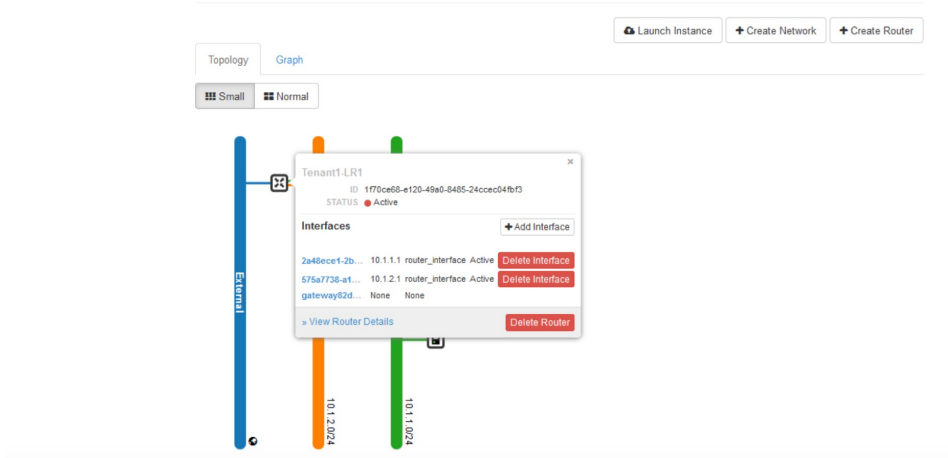 Launch Instance
+ Create Network
+ Create Router
Topology
Graph
Small
Normal
Tenant1-LR1
×
ID 1f70ce68-e120-49a0-8485-24ccec04fbf3
STATUS Active
Interfaces
+ Add Interface
2a48ece1-2b... 10.1.1.1 router_interface Active Delete Interface
575a7738-a1... 10.1.2.1 router_interface Active Delete Interface
gateway82d... None None
» View Router Details
Delete Router
External
10.1.2.0/24
10.1.1.0/24